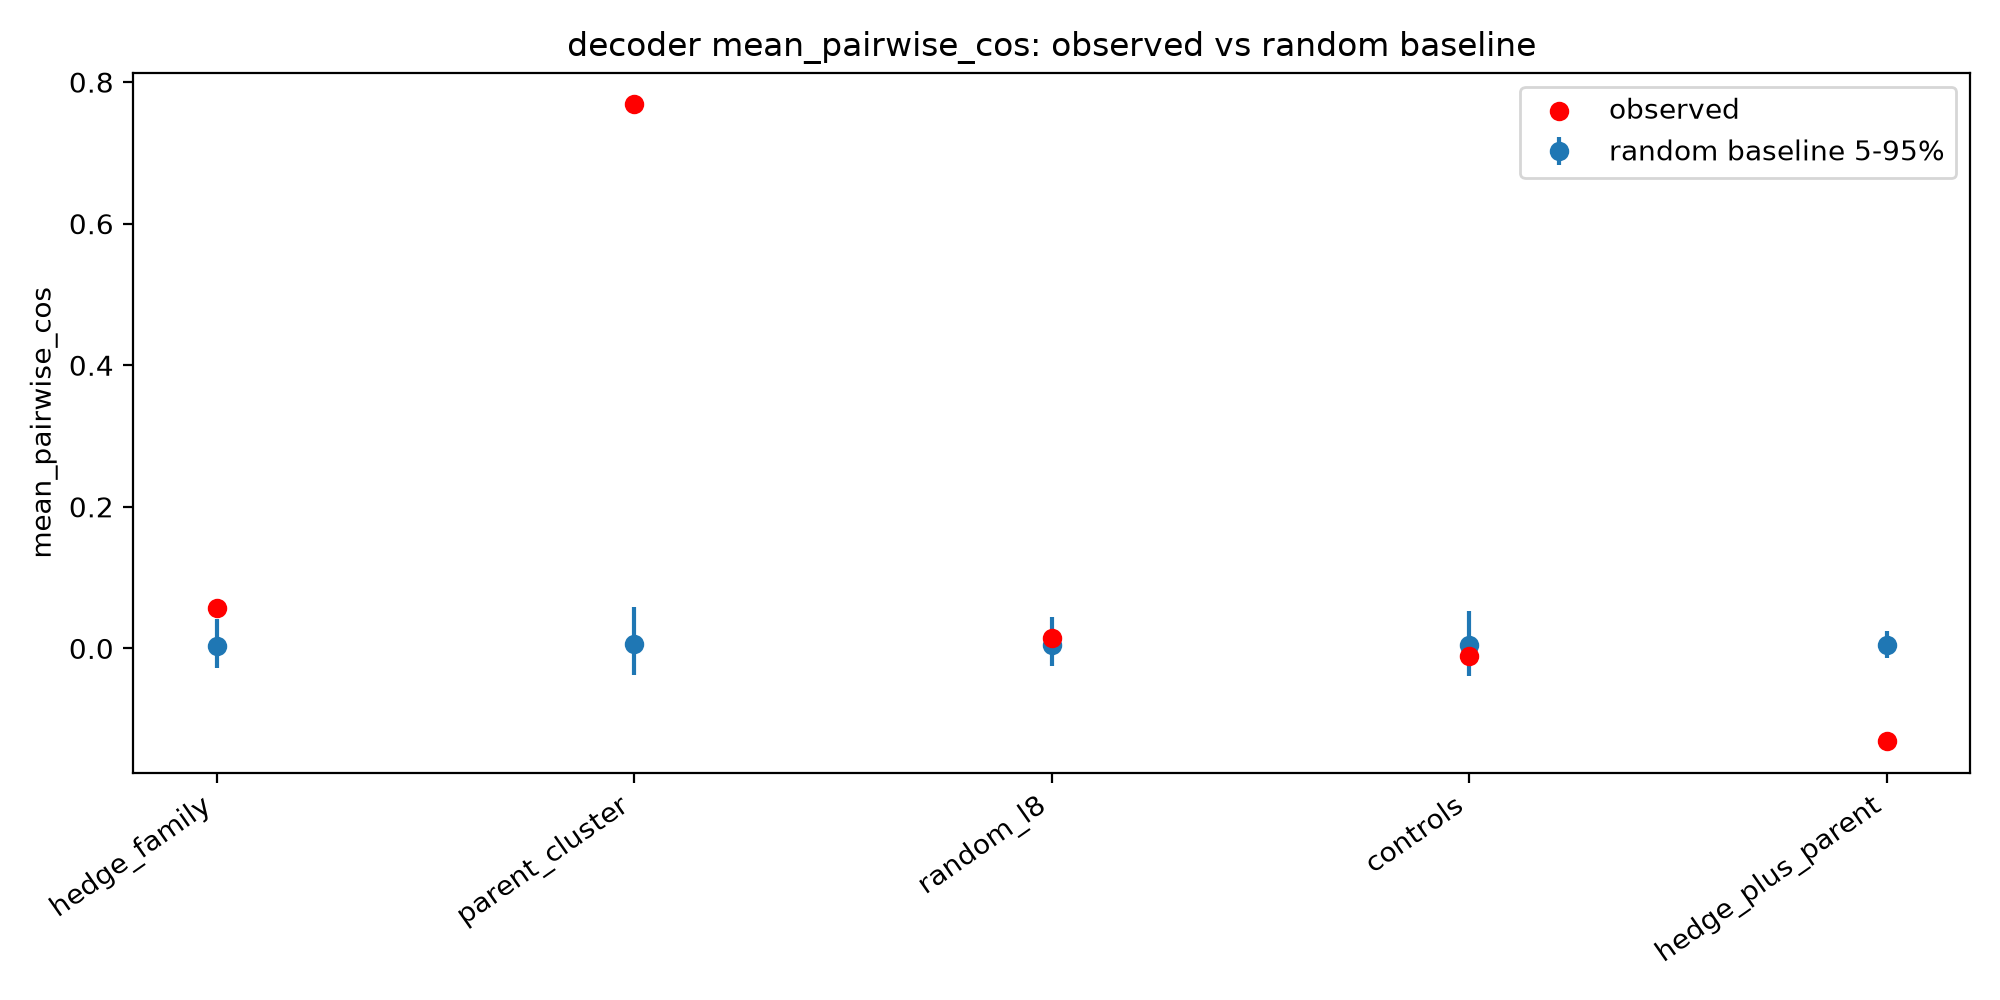 decoder mean_pairwise_cos: observed vs random baseline
observed
random baseline 5-95%
mean_pairwise_cos
0.8
0.6
0.4
0.2
0.0
hedge_family
parent_cluster
random_l8
controls
hedge_plus_parent